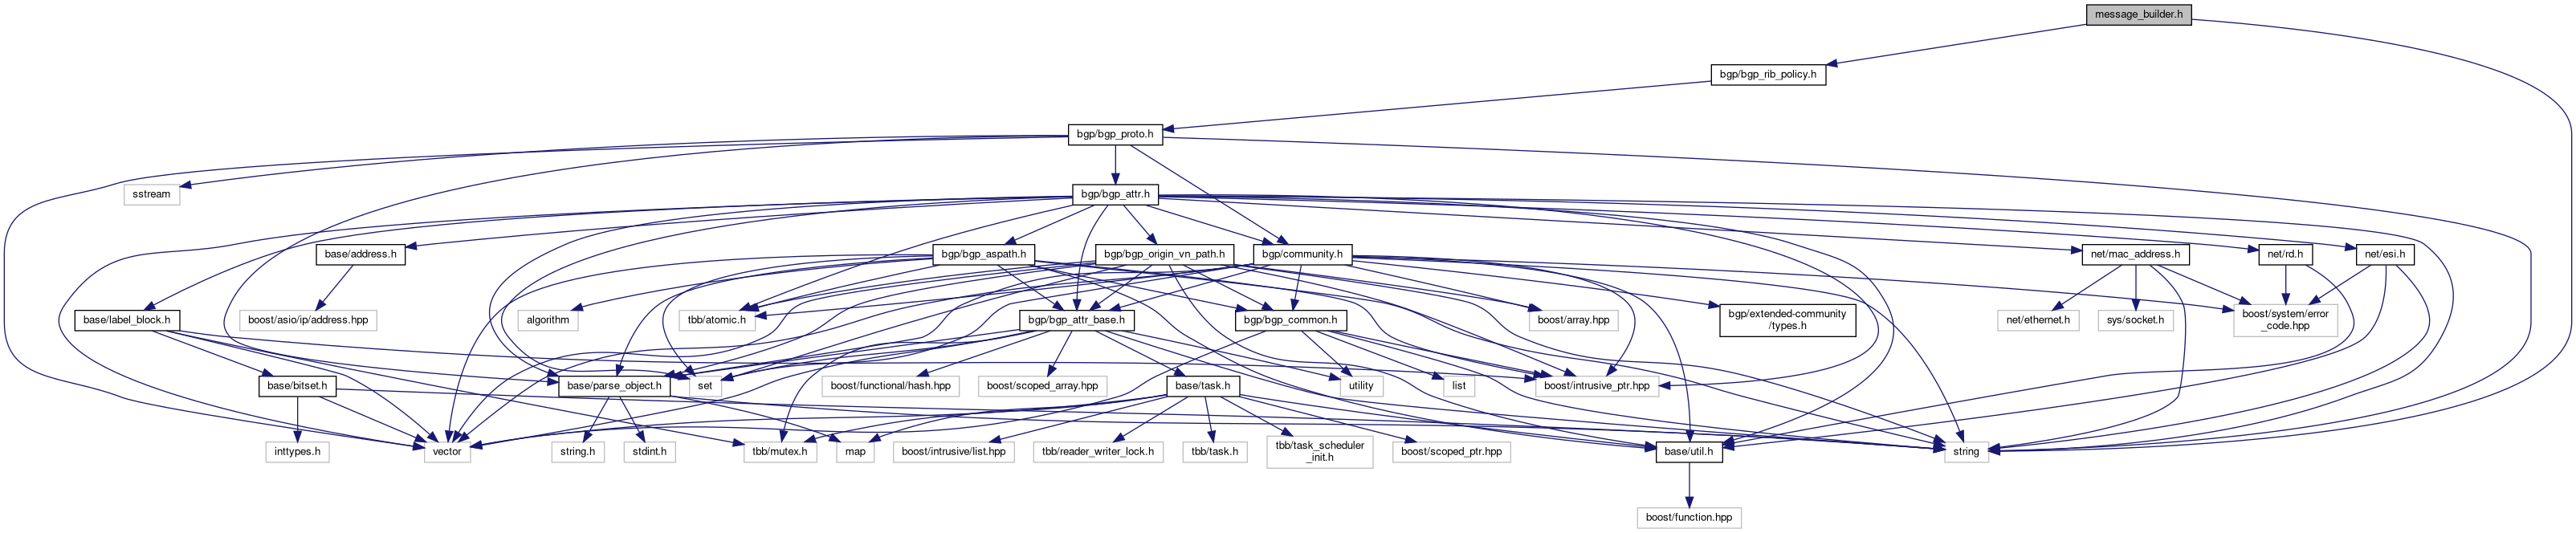 message_builder.h
bgp/bgp_rib_policy.h
bgp/bgp_proto.h
sstream
bgp/bgp_attr.h
base/address.h
bgp/bgp_aspath.h
bgp/bgp_origin_vn_path.h
bgp/community.h
net/mac_address.h
net/rd.h
net/esi.h
base/label_block.h
boost/asio/ip/address.hpp
algorithm
tbb/atomic.h
bgp/bgp_attr_base.h
bgp/bgp_common.h
boost/array.hpp
bgp/extended-community
/types.h
net/ethernet.h
sys/socket.h
boost/system/error
_code.hpp
base/bitset.h
base/parse_object.h
set
boost/functional/hash.hpp
boost/scoped_array.hpp
base/task.h
utility
list
boost/intrusive_ptr.hpp
inttypes.h
vector
string.h
stdint.h
tbb/mutex.h
map
boost/intrusive/list.hpp
tbb/reader_writer_lock.h
tbb/task.h
tbb/task_scheduler
_init.h
boost/scoped_ptr.hpp
base/util.h
string
boost/function.hpp